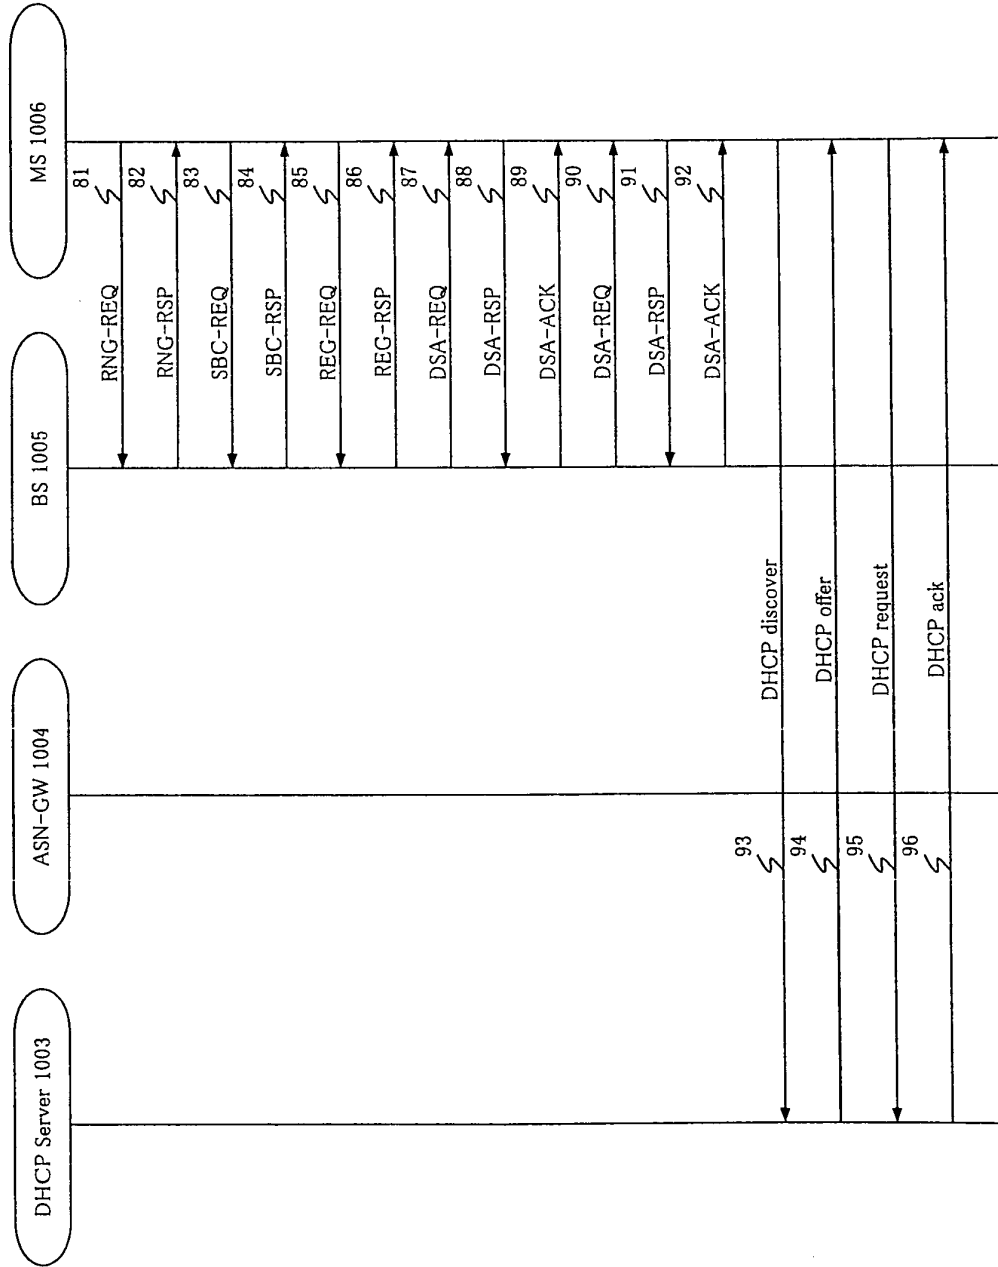 DHCP Server 1003
ASN-GW 1004
BS 1005
MS 1006
81
RNG-REQ
82
RNG-RSP
83
SBC-REQ
84
SBC-RSP
85
REG-REQ
86
REG-RSP
87
DSA-REQ
88
DSA-RSP
89
DSA-ACK
90
DSA-REQ
91
DSA-RSP
92
DSA-ACK
93
DHCP discover
94
DHCP offer
95
DHCP request
96
DHCP ack